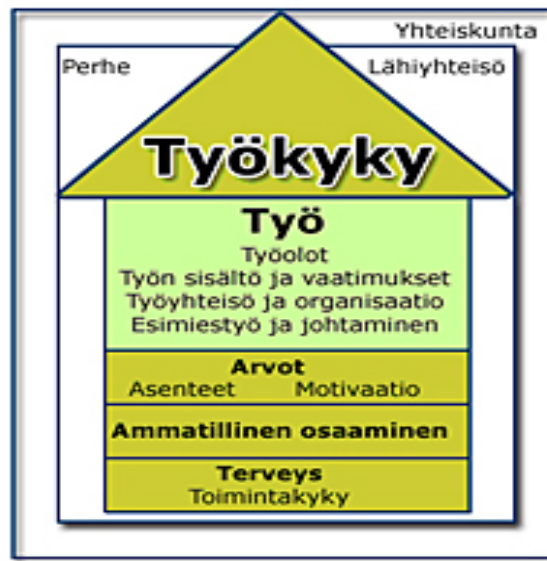 Yhteiskunta
Perhe
Lähiyhteisö
Työkyky
Työ
Työolot
Työn sisältö ja vaatimukset
Työyhteisö ja organisaatio
Esimiestyö ja johtaminen
Arvot
Asenteet Motivaatio
Ammatillinen osaaminen
Terveys
Toimintakyky